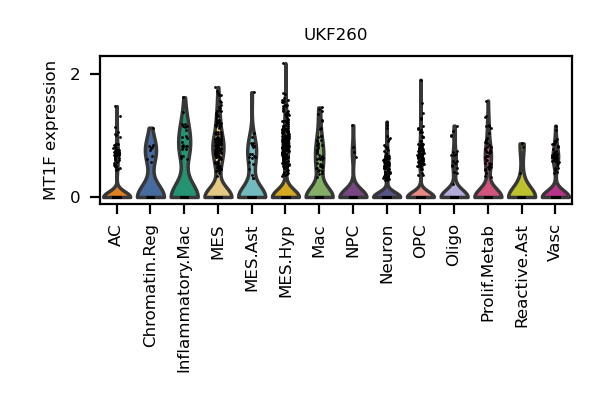 UKF260
MT1F expression
2
0
AC
Chromatin.Reg
Inflammatory.Mac
MES
MES.Ast
MES.Hyp
Mac
NPC
Neuron
OPC
Oligo
Prolif.Metab
Reactive.Ast
Vasc